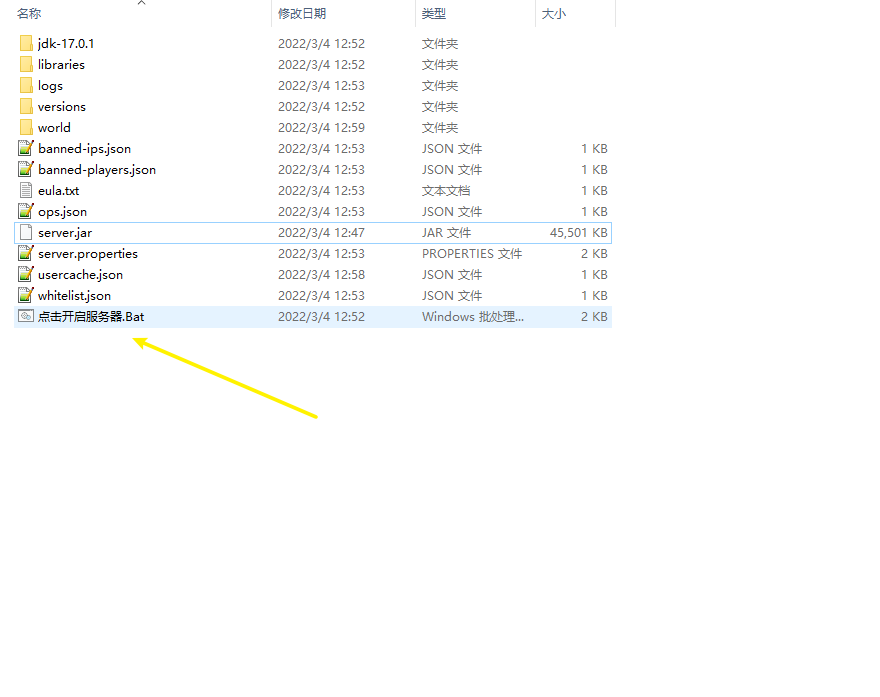 名称 修改日期 类型 大小
jdk-17.0.1 2022/3/4 12:52 文件夹
libraries 2022/3/4 12:52 文件夹
logs 2022/3/4 12:53 文件夹
versions 2022/3/4 12:52 文件夹
world 2022/3/4 12:59 文件夹
banned-ips.json 2022/3/4 12:53 JSON 文件 1 KB
banned-players.json 2022/3/4 12:53 JSON 文件 1 KB
eula.txt 2022/3/4 12:53 文本文档 1 KB
ops.json 2022/3/4 12:53 JSON 文件 1 KB
server.jar 2022/3/4 12:47 JAR 文件 45,501 KB
server.properties 2022/3/4 12:53 PROPERTIES 文件 2 KB
usercache.json 2022/3/4 12:58 JSON 文件 1 KB
whitelist.json 2022/3/4 12:53 JSON 文件 1 KB
点击开启服务器.Bat 2022/3/4 12:52 Windows 批处理... 2 KB